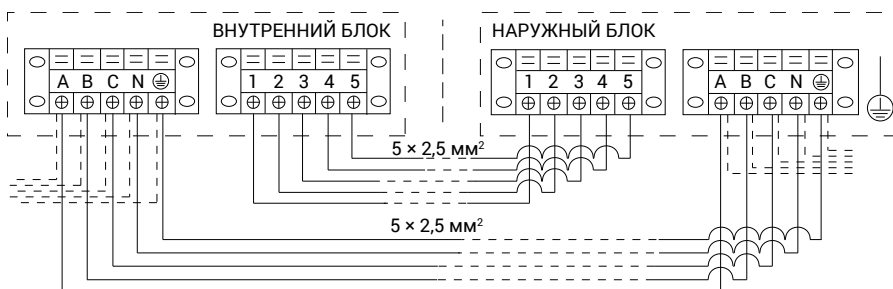 ВНУТРЕННИЙ БЛОК
НАРУЖНЫЙ БЛОК
A B C N
1 2 3 4 5
1 2 3 4 5
A B C N
5 × 2,5 мм²
5 × 2,5 мм²